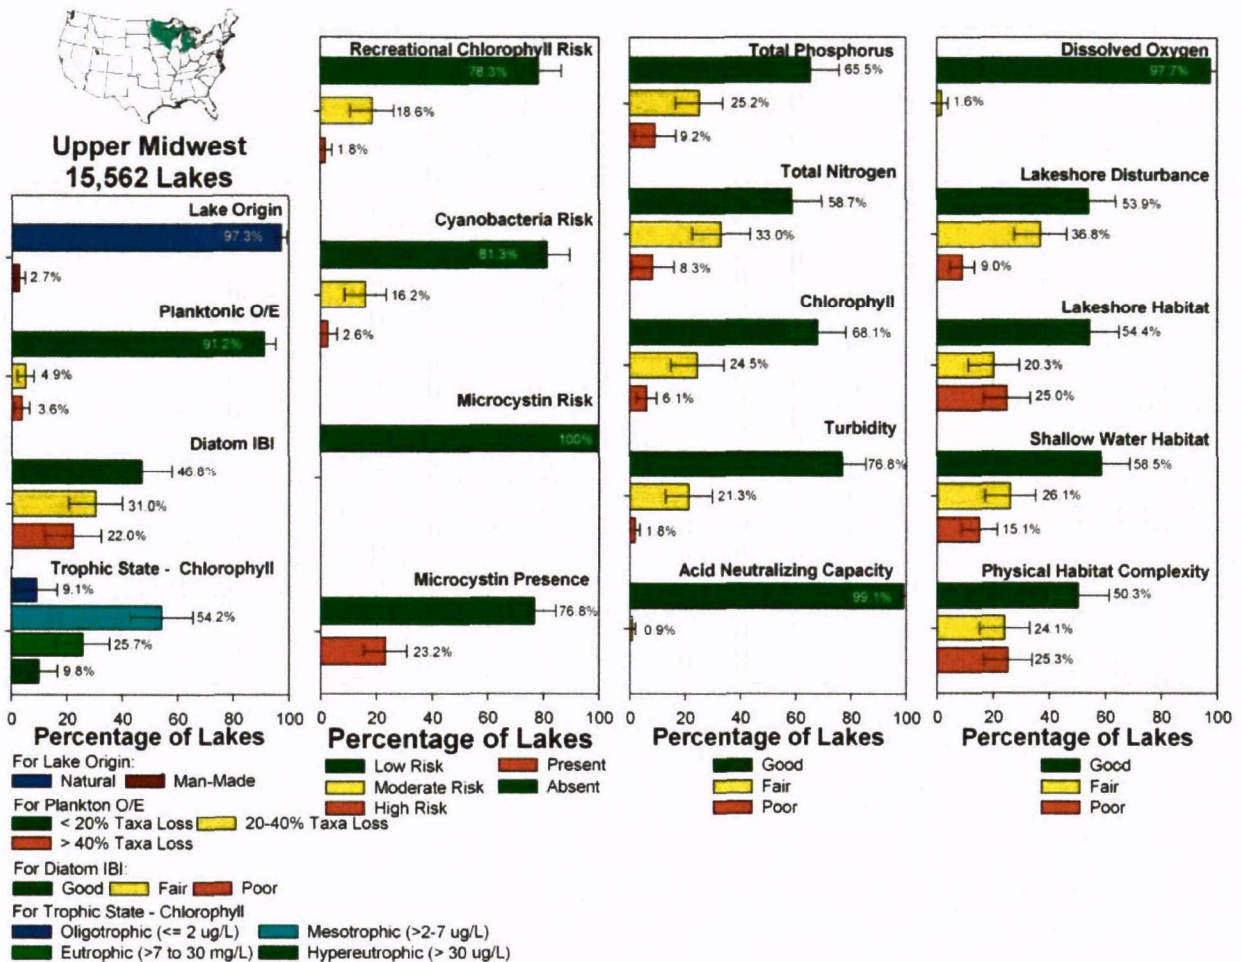 Upper Midwest
15,562 Lakes
Lake Origin
97.3%
2.7%
Planktonic O/E
91.2%
4.9%
3.6%
Diatom IBI
46.8%
31.0%
22.0%
Trophic State - Chlorophyll
9.1%
54.2%
25.7%
9.8%
0 20 40 60 80 100
Percentage of Lakes
For Lake Origin:
Natural Man-Made
For Plankton O/E
< 20% Taxa Loss 20-40% Taxa Loss
> 40% Taxa Loss
For Diatom IBI:
Good Fair Poor
For Trophic State - Chlorophyll
Oligotrophic (<= 2 ug/L) Mesotrophic (>2-7 ug/L)
Eutrophic (>7 to 30 mg/L) Hypereutrophic (> 30 ug/L)
Recreational Chlorophyll Risk
78.3%
18.6%
1.8%
Cyanobacteria Risk
81.3%
16.2%
2.6%
Microcystin Risk
100%
Microcystin Presence
76.8%
23.2%
0 20 40 60 80 100
Percentage of Lakes
Low Risk Present
Moderate Risk Absent
High Risk
Total Phosphorus
65.5%
25.2%
9.2%
Total Nitrogen
58.7%
33.0%
8.3%
Chlorophyll
68.1%
24.5%
6.1%
Turbidity
76.8%
21.3%
1.8%
Acid Neutralizing Capacity
99.1%
0.9%
0 20 40 60 80 100
Percentage of Lakes
Good
Fair
Poor
Dissolved Oxygen
97.7%
1.6%
Lakeshore Disturbance
53.9%
36.8%
9.0%
Lakeshore Habitat
54.4%
20.3%
25.0%
Shallow Water Habitat
58.5%
26.1%
15.1%
Physical Habitat Complexity
50.3%
24.1%
25.3%
0 20 40 60 80 100
Percentage of Lakes
Good
Fair
Poor